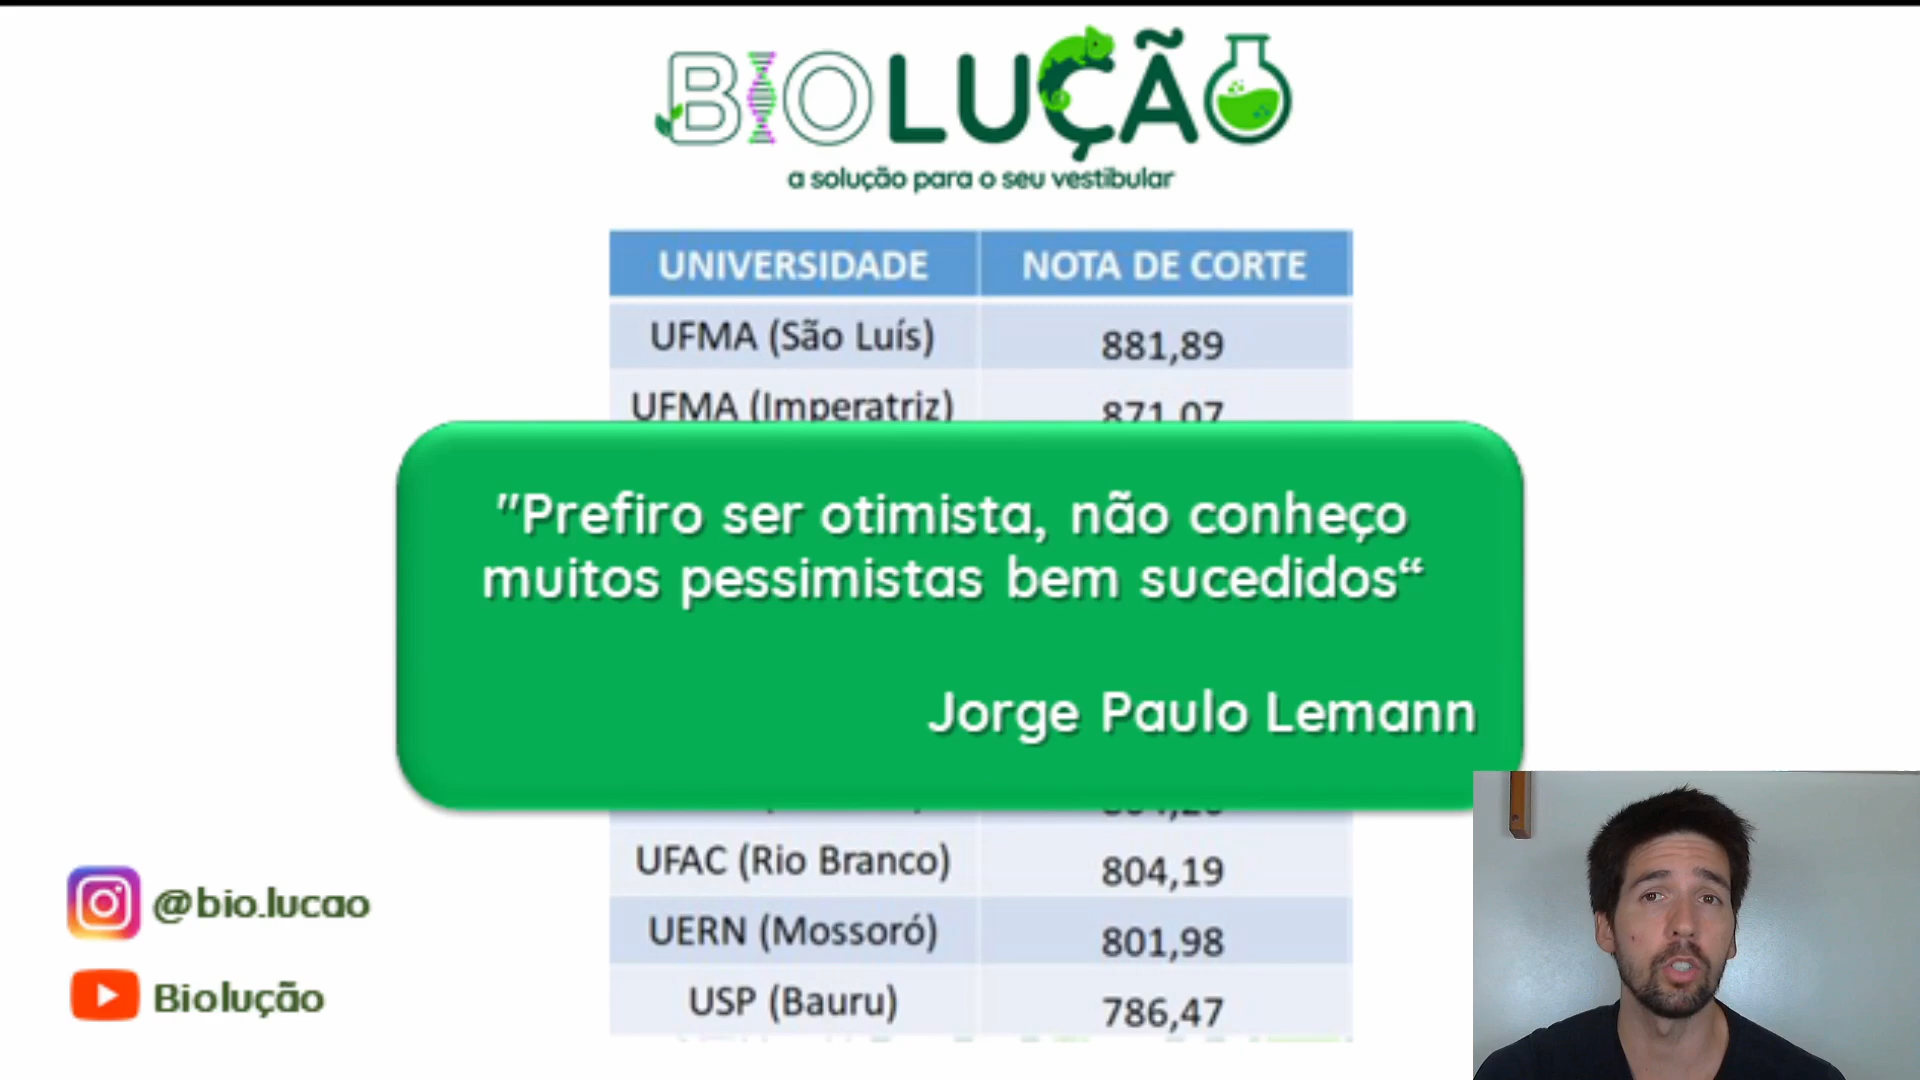 BIOLUÇÃO
a solução para o seu vestibular
UNIVERSIDADE NOTA DE CORTE
UFMA (São Luís) 881,89
UFMA (Imperatriz) 871,07
"Prefiro ser otimista, não conheço
muitos pessimistas bem sucedidos“
Jorge Paulo Lemann
UFAC (Rio Branco) 804,19
UERN (Mossoró) 801,98
USP (Bauru) 786,47
@bio.lucao
Biolução